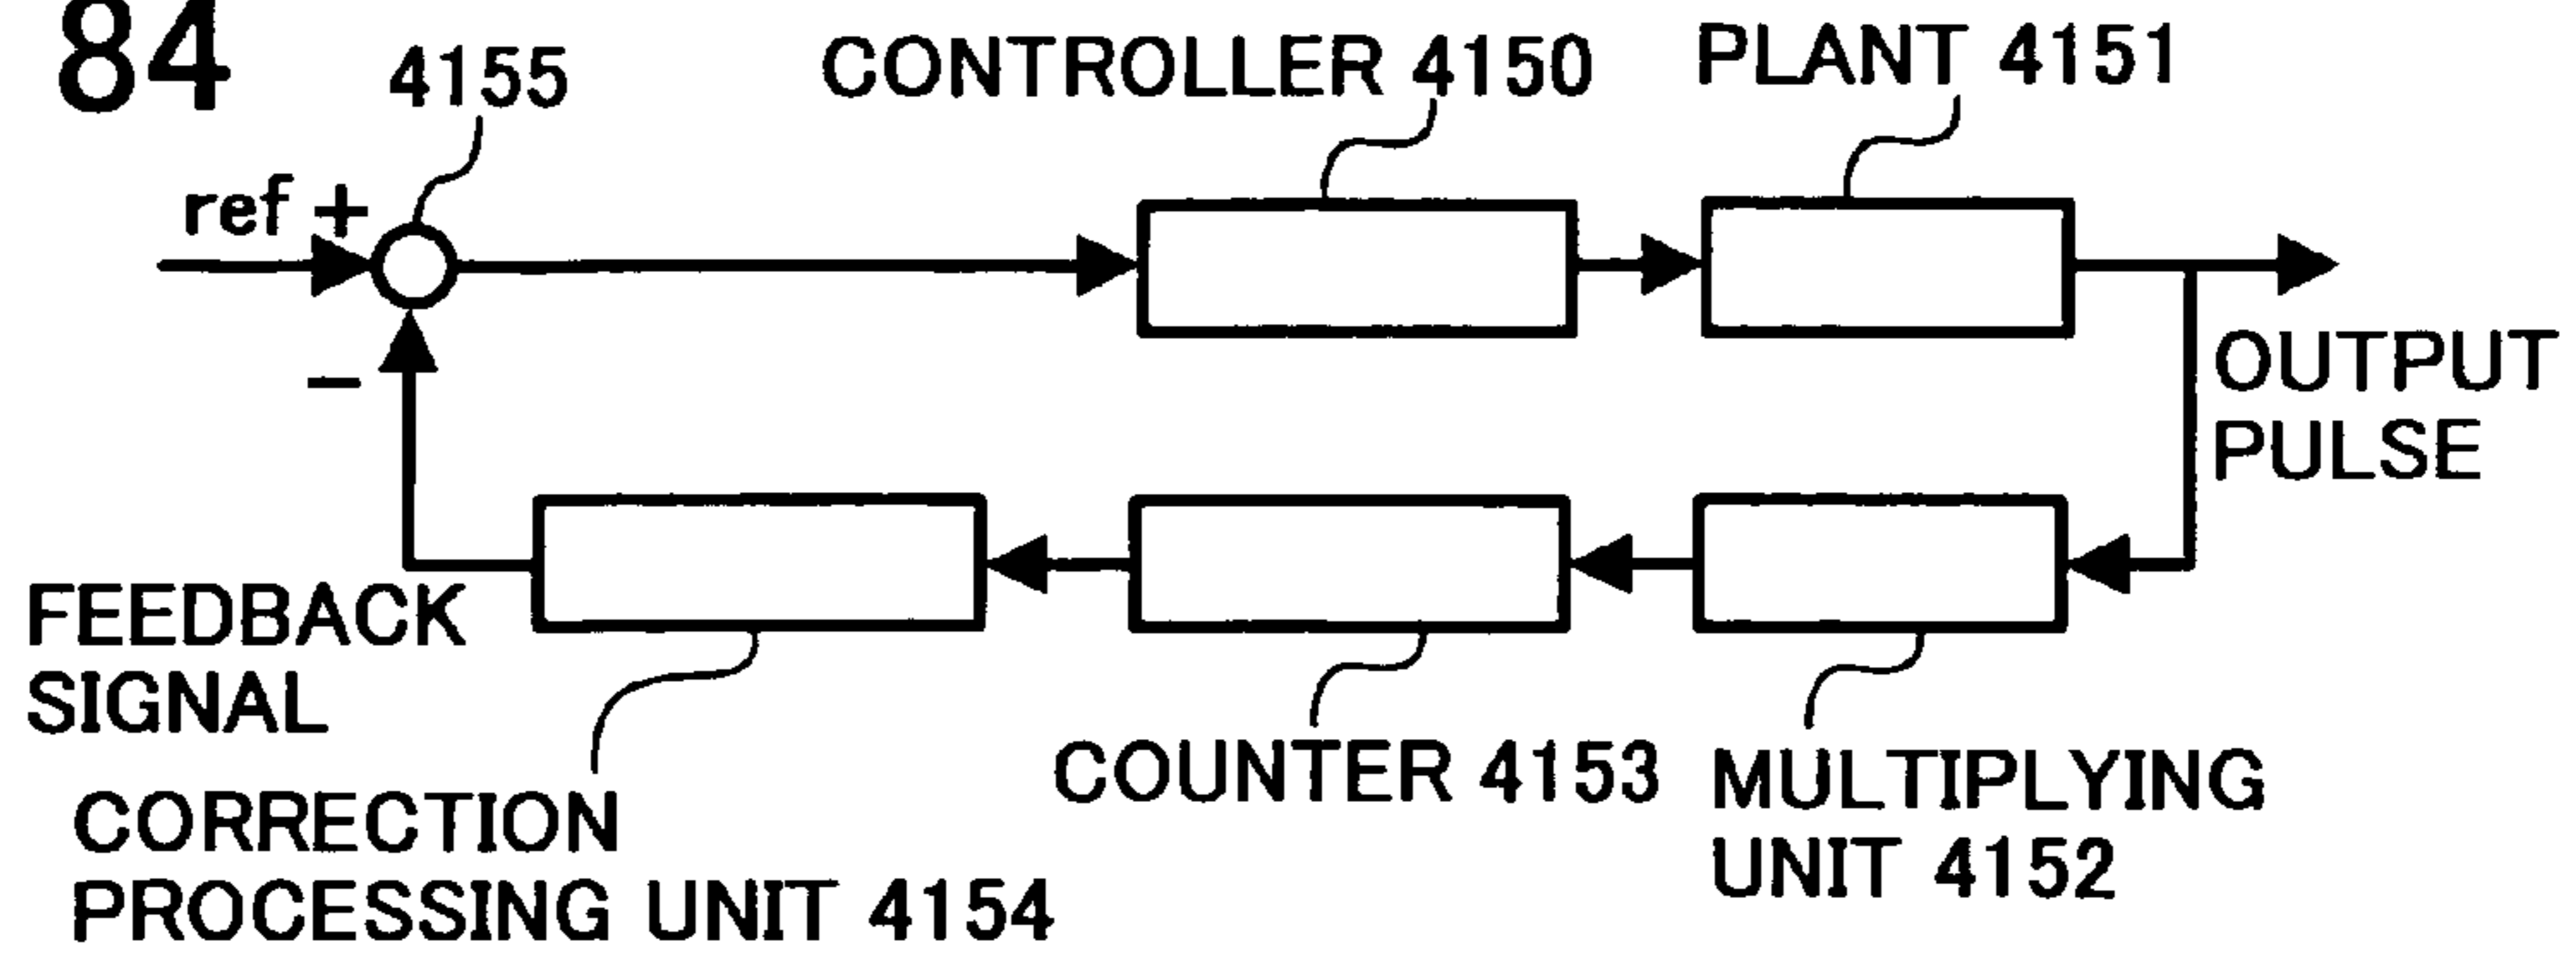 84
4155
CONTROLLER 4150
PLANT 4151
ref +
−
OUTPUT
PULSE
FEEDBACK
SIGNAL
CORRECTION
PROCESSING UNIT 4154
COUNTER 4153
MULTIPLYING
UNIT 4152